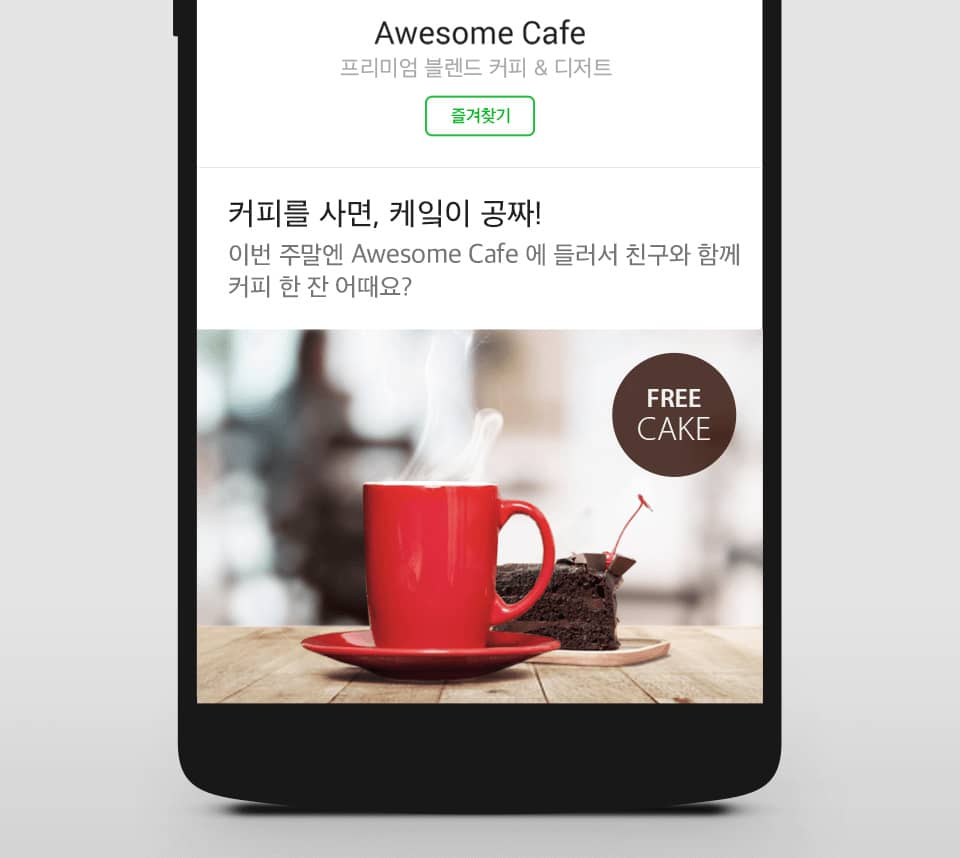 Awesome Cafe
프리미엄 블렌드 커피 & 디저트
즐겨찾기
커피를 사면, 케잌이 공짜!
이번 주말엔 Awesome Cafe 에 들러서 친구와 함께
커피 한 잔 어때요?
FREE
CAKE